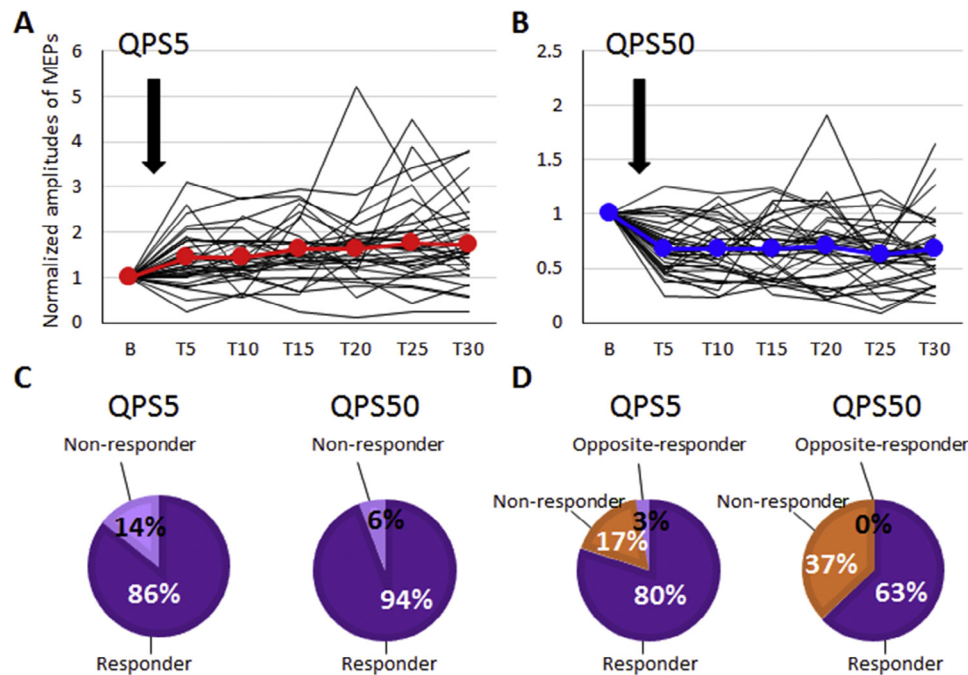 A
QPS5
Normalized amplitudes of MEPs
6
5
4
3
2
1
0
B T5 T10 T15 T20 T25 T30
B
QPS50
2.5
2
1.5
1
0.5
0
B T5 T10 T15 T20 T25 T30
C
QPS5
Non-responder
14%
86%
Responder
QPS50
Non-responder
6%
94%
Responder
D
QPS5
Opposite-responder
Non-responder
3%
17%
80%
Responder
QPS50
Opposite-responder
Non-responder
0%
37%
63%
Responder